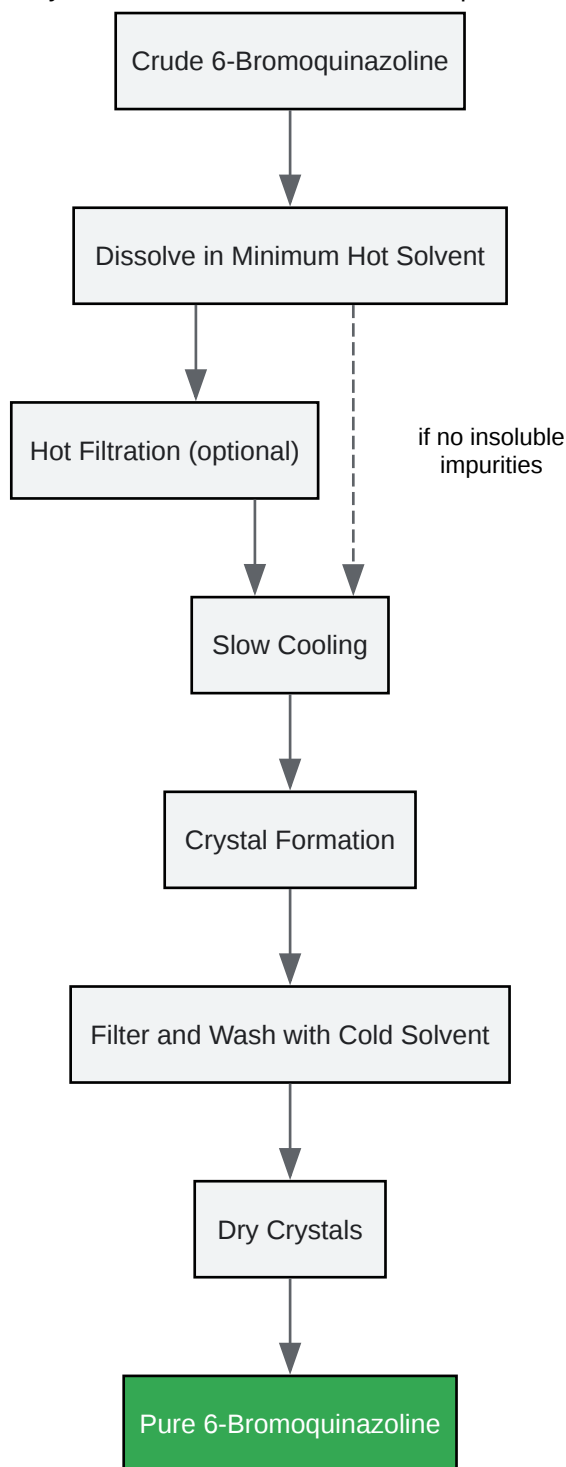 Crude 6-Bromoquinazoline
Dissolve in Minimum Hot Solvent
Hot Filtration (optional)
if no insoluble
impurities
Slow Cooling
Crystal Formation
Filter and Wash with Cold Solvent
Dry Crystals
Pure 6-Bromoquinazoline